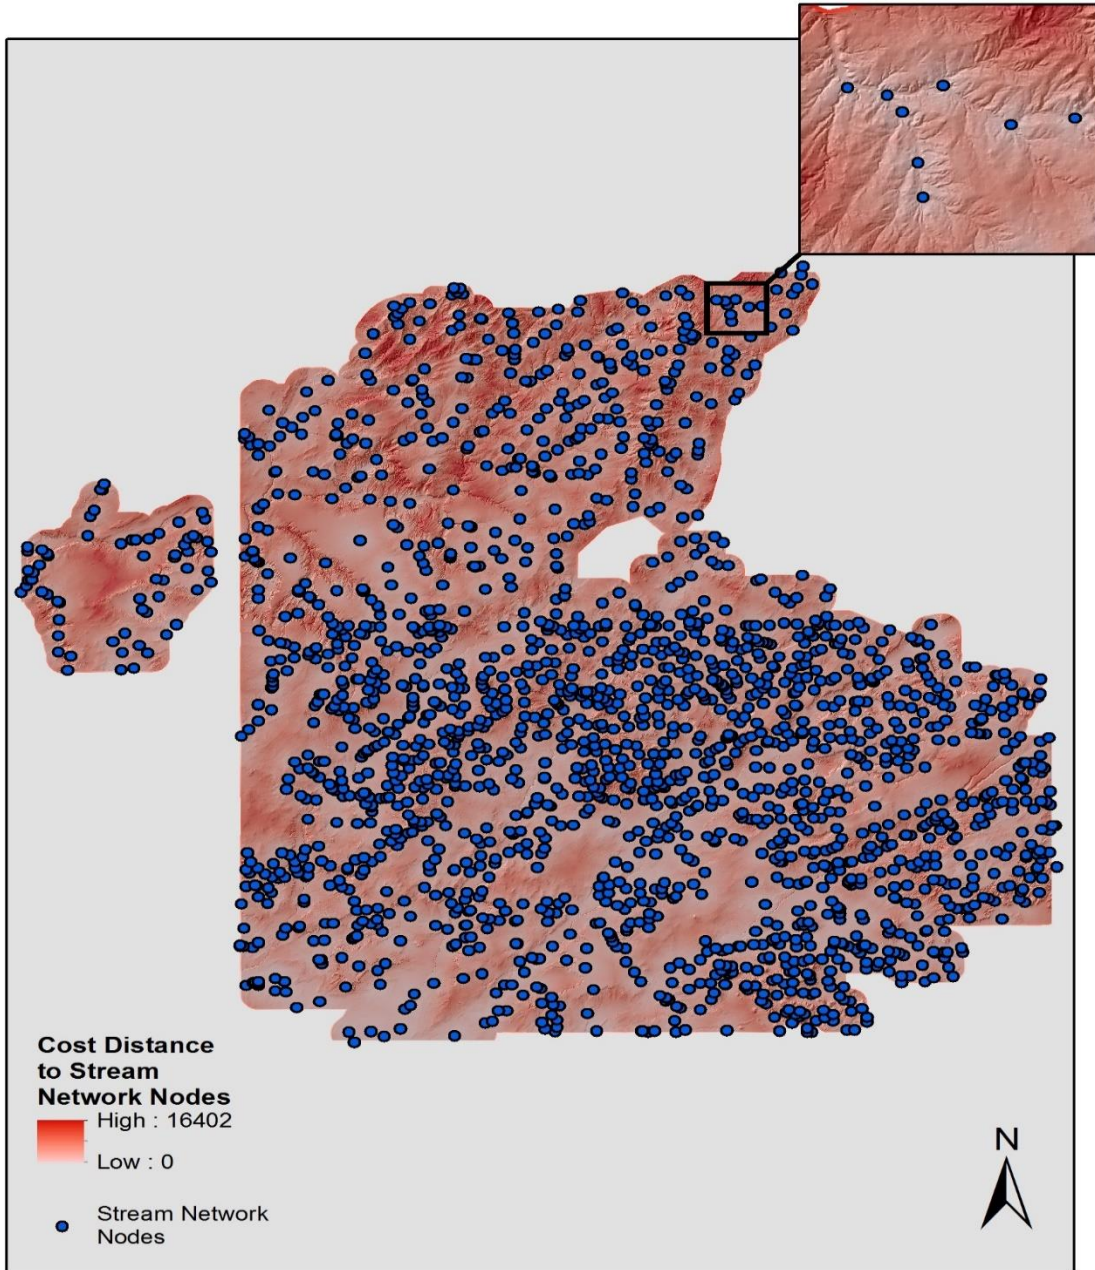 Cost Distance
to Stream
Network Nodes
High : 16402
Low : 0
Stream Network
Nodes
N